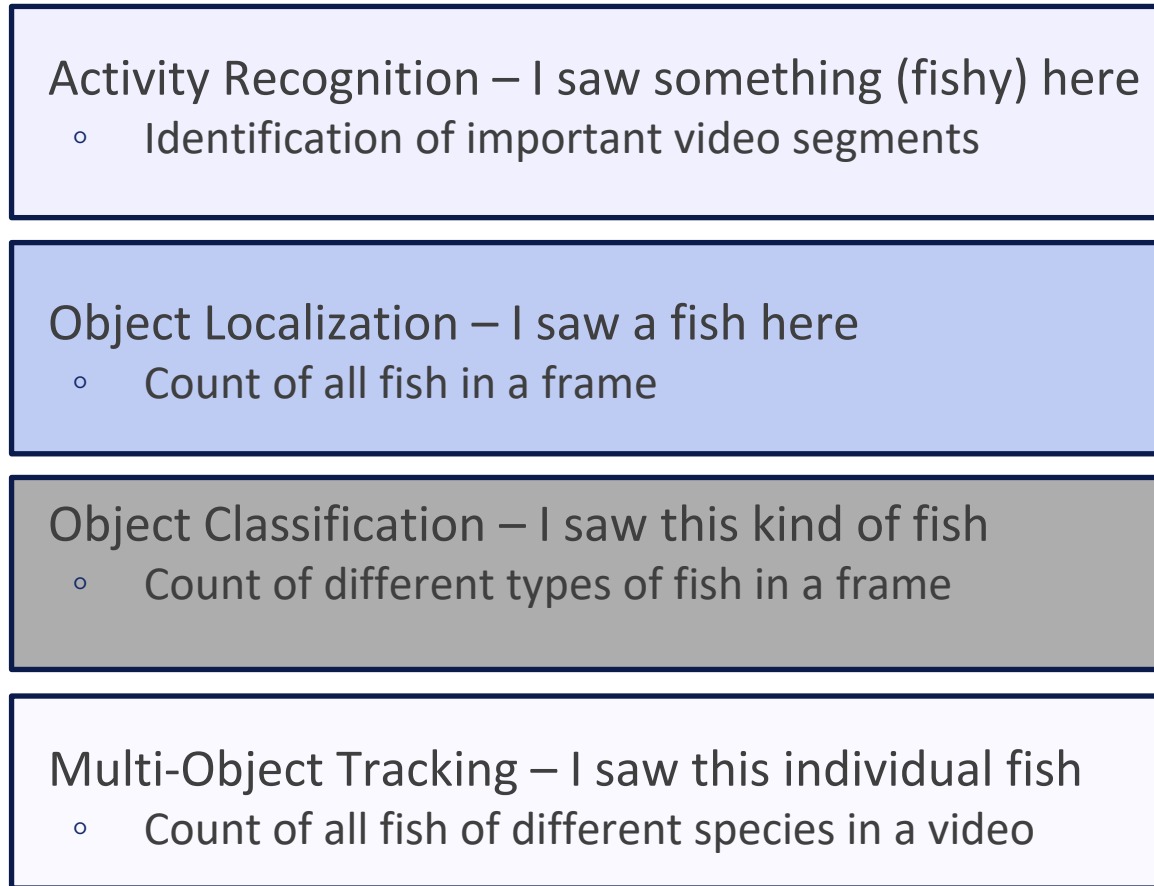 Activity Recognition – I saw something (fishy) here
◦ Identification of important video segments
Object Localization – I saw a fish here
◦ Count of all fish in a frame
Object Classification – I saw this kind of fish
◦ Count of different types of fish in a frame
Multi-Object Tracking – I saw this individual fish
◦ Count of all fish of different species in a video